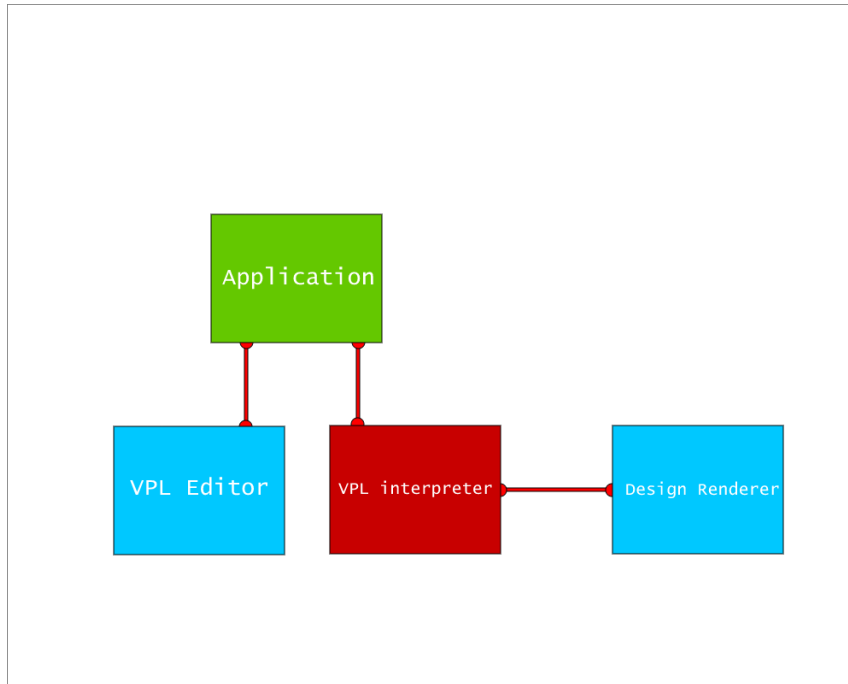 Application
VPL Editor
VPL interpreter
Design Renderer